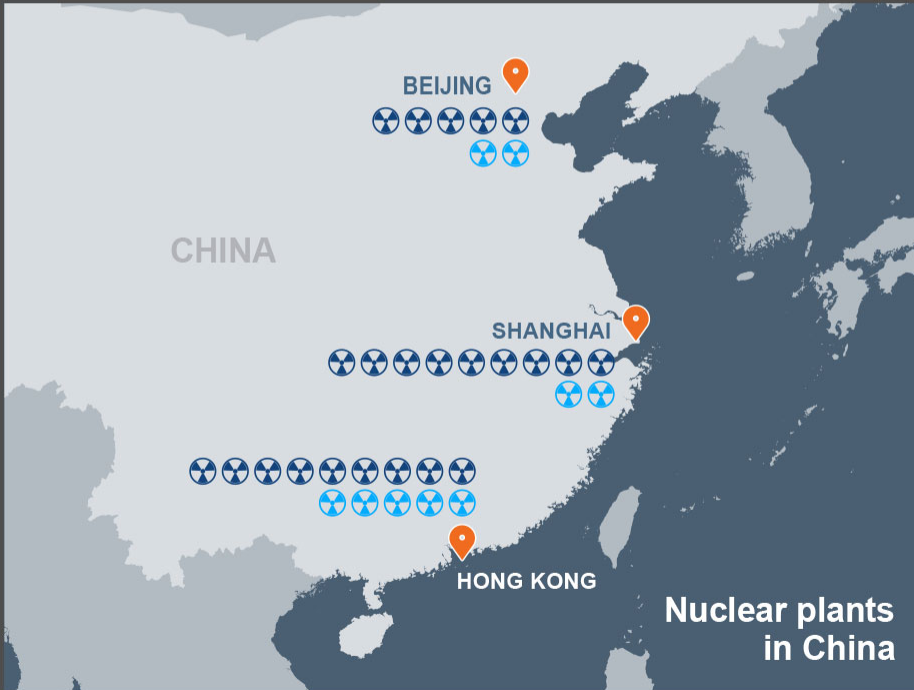 BEIJING
CHINA
SHANGHAI
HONG KONG
Nuclear plants
in China